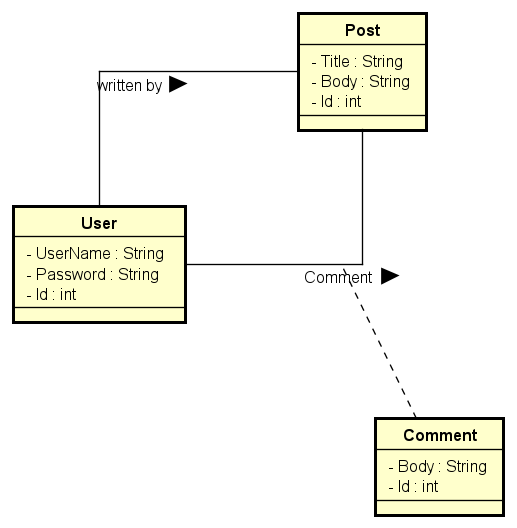 Post
- Title : String
- Body : String
- Id : int
written by ▶
User
- UserName : String
- Password : String
- Id : int
Comment ▶
Comment
- Body : String
- Id : int